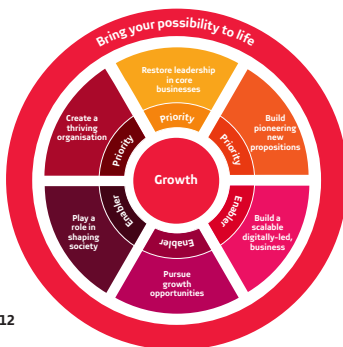 Bring your possibility to life
Restore leadership
in core
businesses
Priority
Build
pioneering
new
propositions
Priority
Build a
scalable
digitally-led,
business
Enabler
Pursue
growth
opportunities
Enabler
Play a
role in
shaping
society
Enabler
Create a
thriving
organisation
Priority
Growth
12